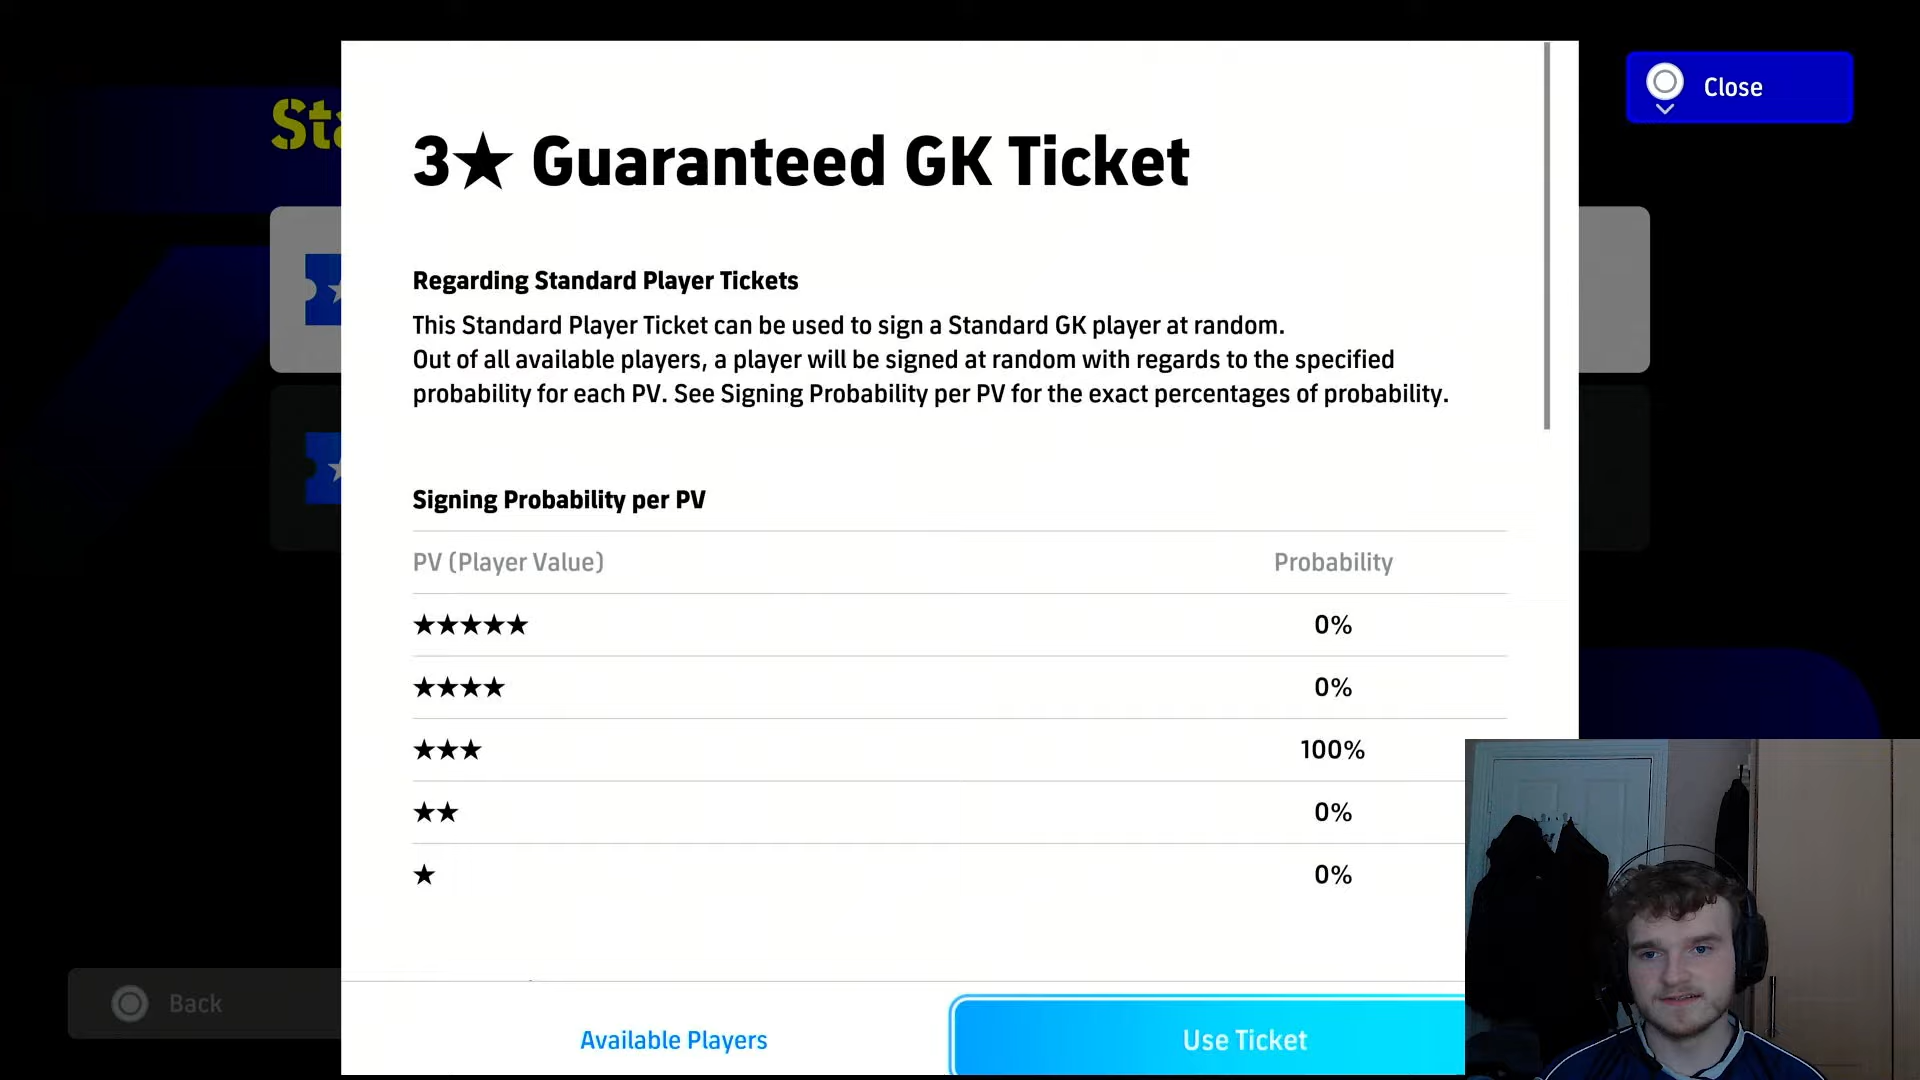 Close
3★ Guaranteed GK Ticket
Regarding Standard Player Tickets
This Standard Player Ticket can be used to sign a Standard GK player at random.
Out of all available players, a player will be signed at random with regards to the specified
probability for each PV. See Signing Probability per PV for the exact percentages of probability.
Signing Probability per PV
PV (Player Value) Probability
★★★★★ 0%
★★★★ 0%
★★★ 100%
★★ 0%
★ 0%
Back
Available Players
Use Ticket